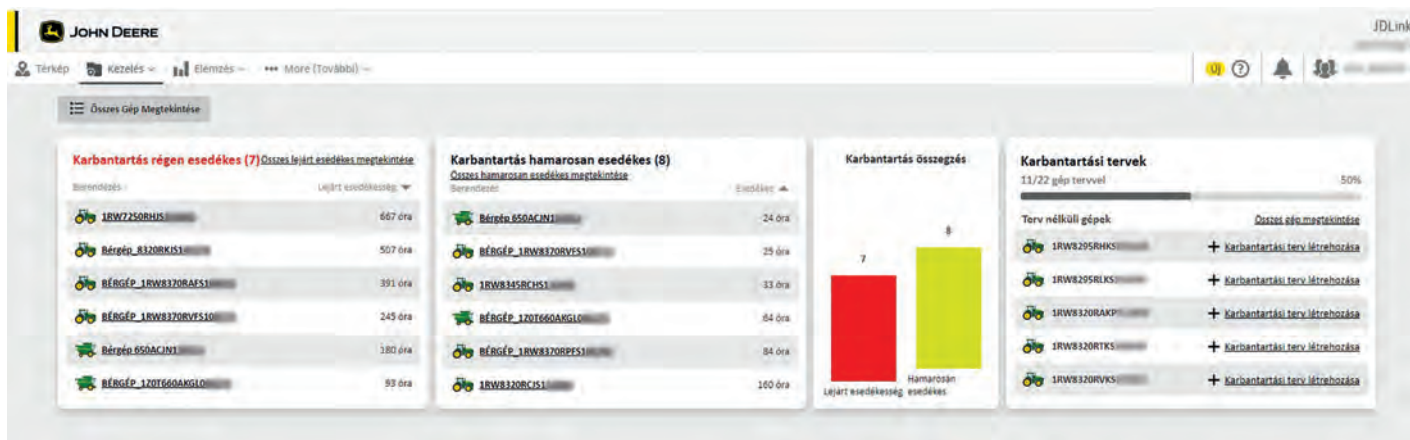 JOHN DEERE
JDLink
Térkép Kezelés Elemzés More (További)
ÚJ
Összes Gép Megtekintése
Karbantartás régen esedékes (7) Összes lejárt esedékes megtekintése
Berendezés Lejárt esedékesség
1RW7250RHJS 667 óra
Bérgép_8320RKJS1 507 óra
BÉRGÉP_1RW8370RAFS1 391 óra
BÉRGÉP_1RW8370RVFS10 245 óra
Bérgép 650ACJN1 180 óra
BÉRGÉP_1Z0T660AKGL0 93 óra
Karbantartás hamarosan esedékes (8)
Összes hamarosan esedékes megtekintése
Berendezés Esedékes
Bérgép 650ACJN1 24 óra
BÉRGÉP_1RW8370RVFS1 25 óra
1RW8345RCHS1 33 óra
BÉRGÉP_1Z0T660AKGL0 64 óra
BÉRGÉP_1RW8370RPFS1 84 óra
1RW8320RCJS1 160 óra
Karbantartás összegzés
8
7
Lejárt esedékesség
Hamarosan esedékes
Karbantartási tervek
11/22 gép tervvel 50%
Terv nélküli gépek Összes gép megtekintése
1RW8295RHKS + Karbantartási terv létrehozása
1RW8295RLKS + Karbantartási terv létrehozása
1RW8320RAKP + Karbantartási terv létrehozása
1RW8320RTKS + Karbantartási terv létrehozása
1RW8320RVKS + Karbantartási terv létrehozása